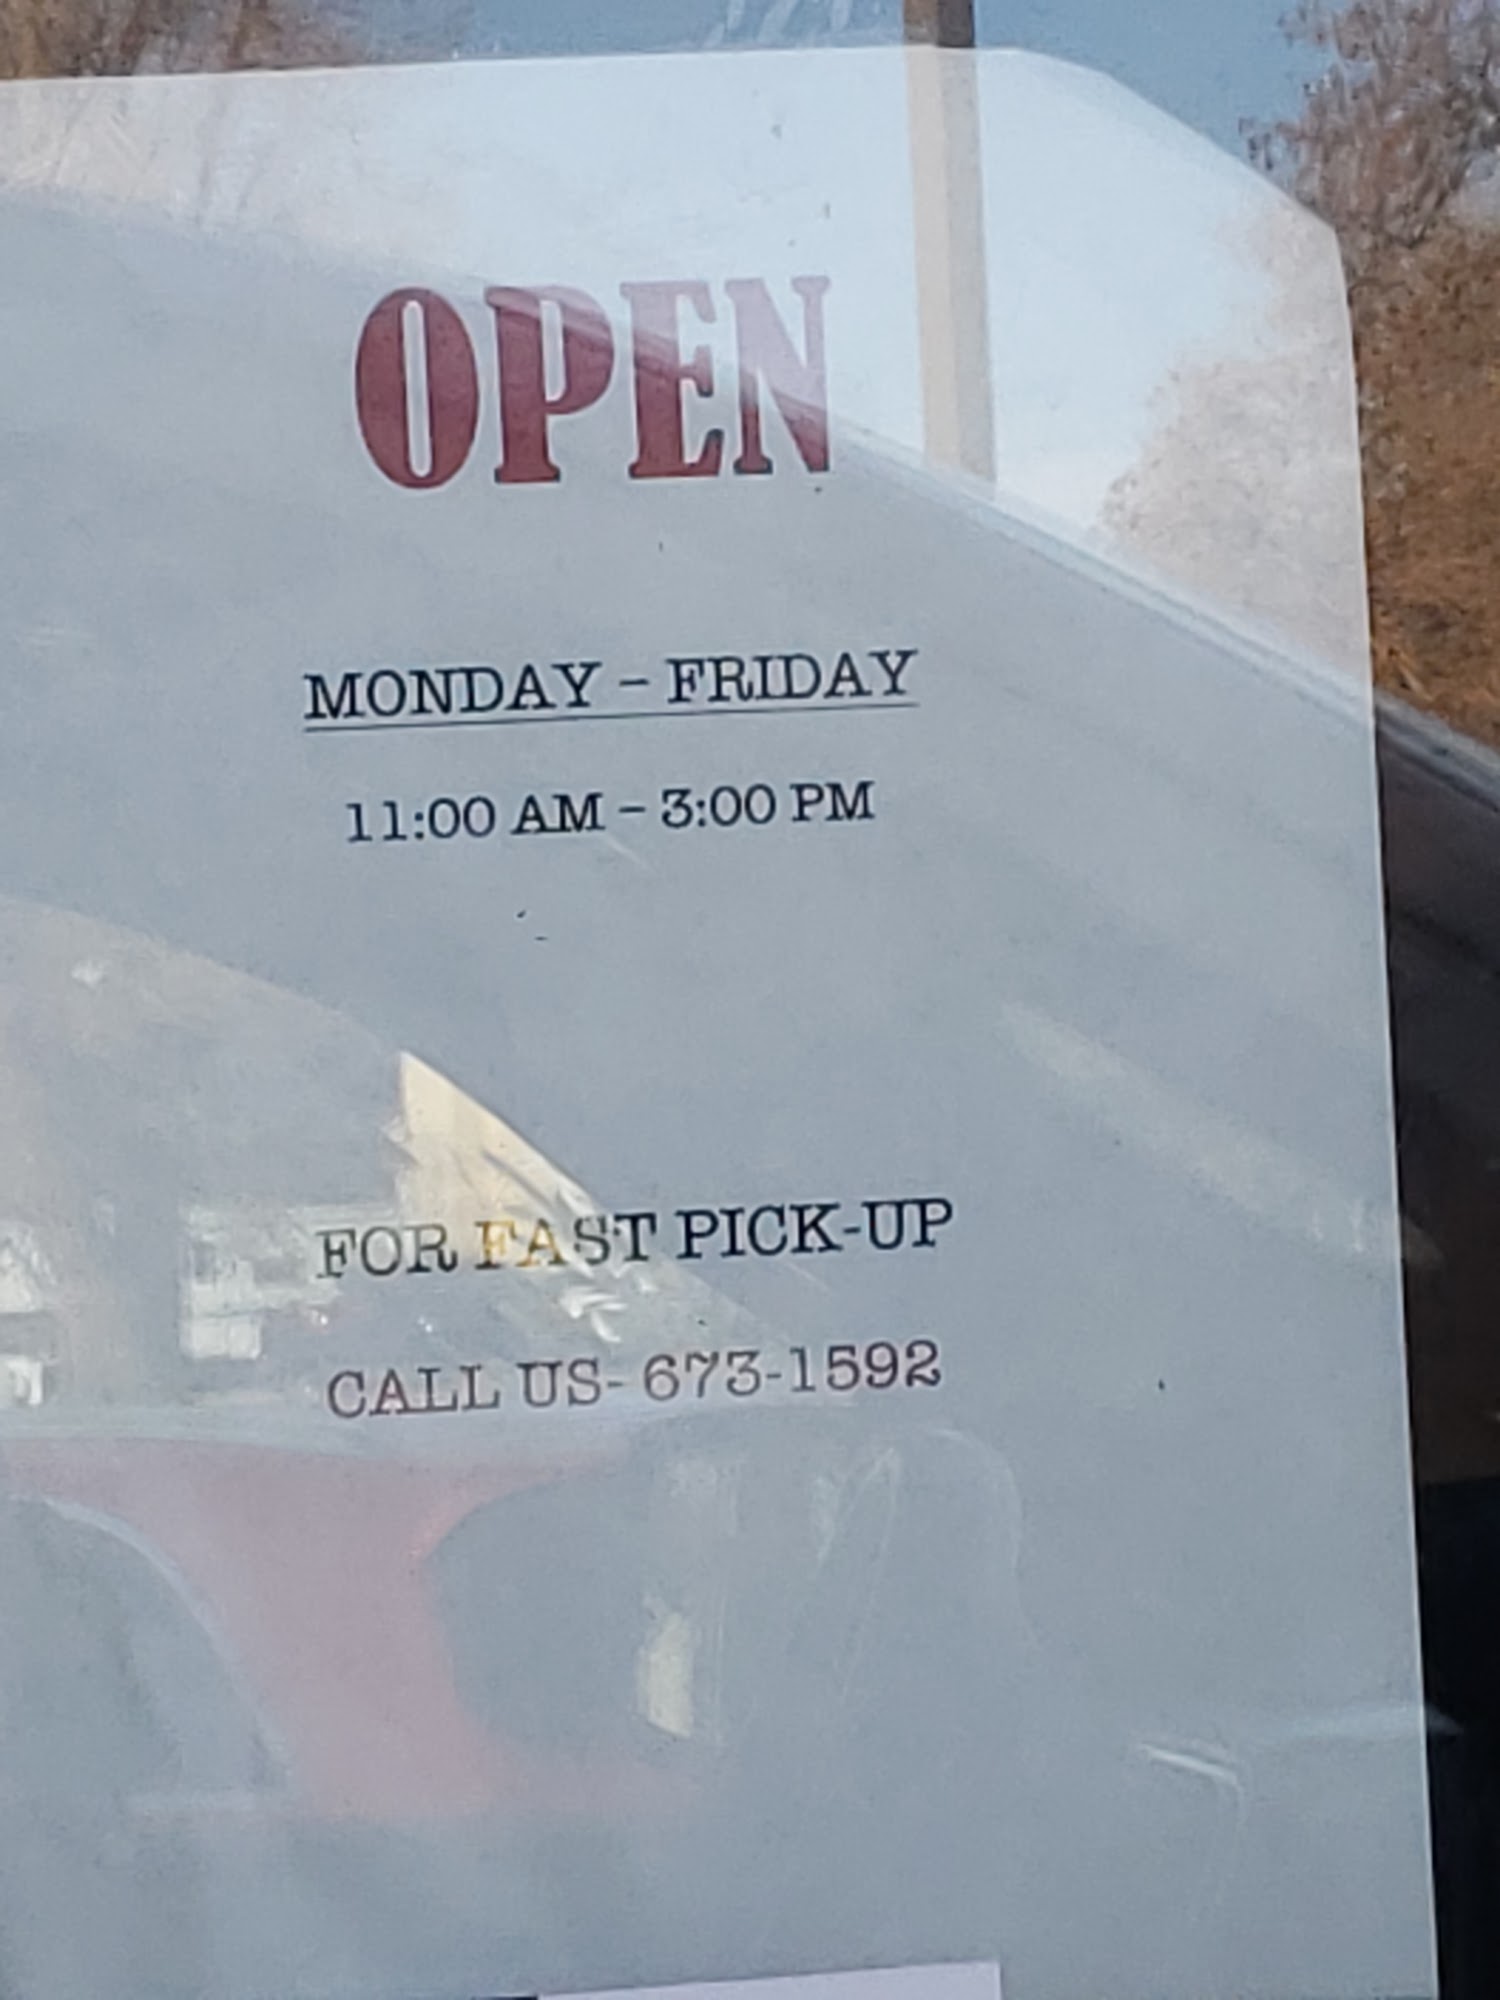 OPEN
MONDAY – FRIDAY
11:00 AM – 3:00 PM
FOR FAST PICK-UP
CALL US- 673-1592